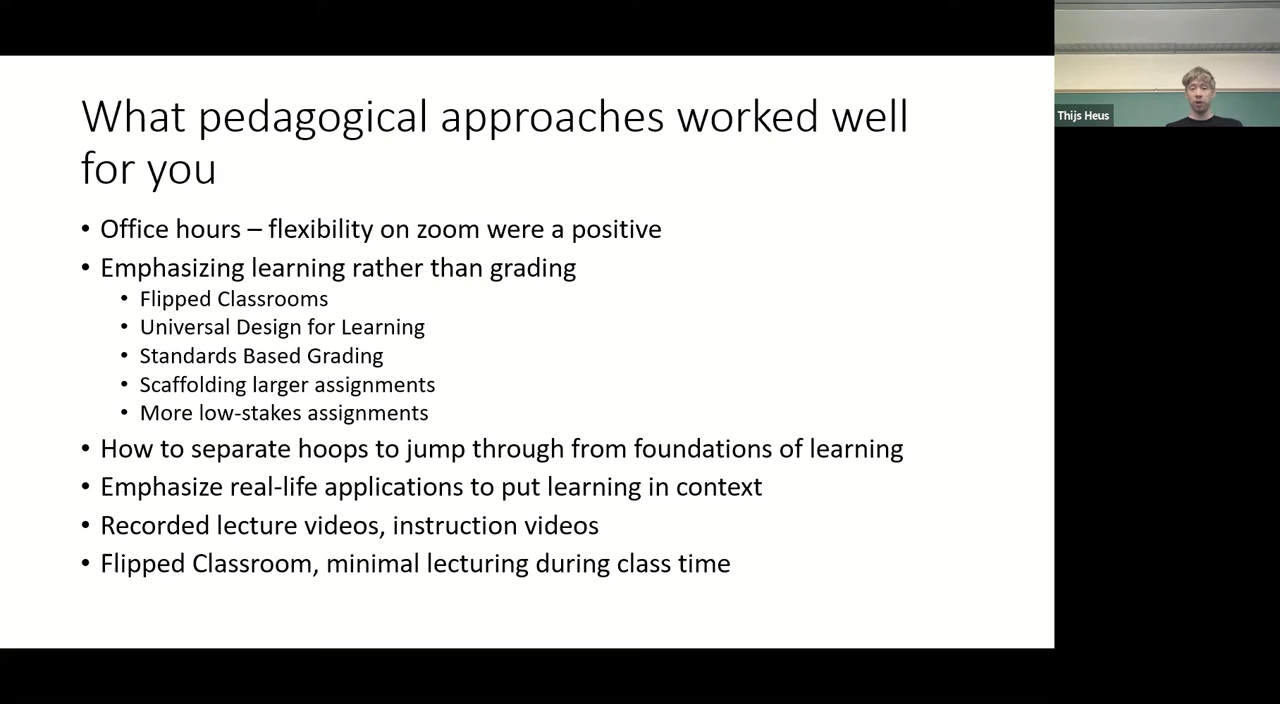 What pedagogical approaches worked well
for you
• Office hours – flexibility on zoom were a positive
• Emphasizing learning rather than grading
• Flipped Classrooms
• Universal Design for Learning
• Standards Based Grading
• Scaffolding larger assignments
• More low-stakes assignments
• How to separate hoops to jump through from foundations of learning
• Emphasize real-life applications to put learning in context
• Recorded lecture videos, instruction videos
• Flipped Classroom, minimal lecturing during class time
Thijs Heus